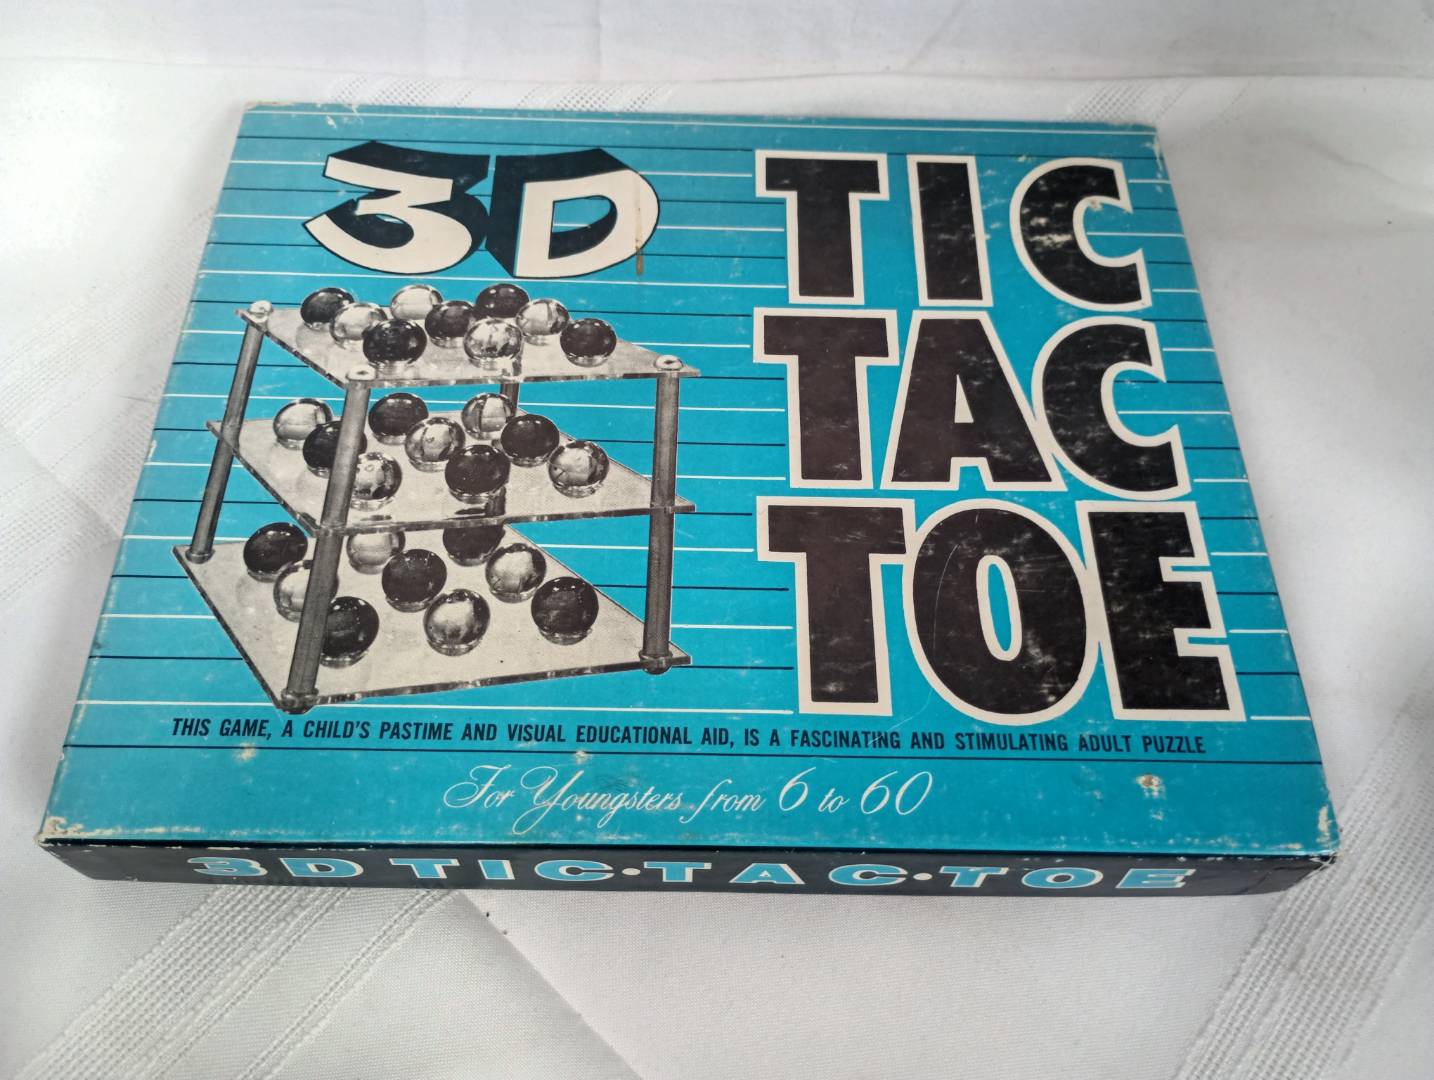 3D
TIC
TAC
TOE
THIS GAME, A CHILD'S PASTIME AND VISUAL EDUCATIONAL AID, IS A FASCINATING AND STIMULATING ADULT PUZZLE
For Youngsters from 6 to 60
3D TIC•TAC•TOE